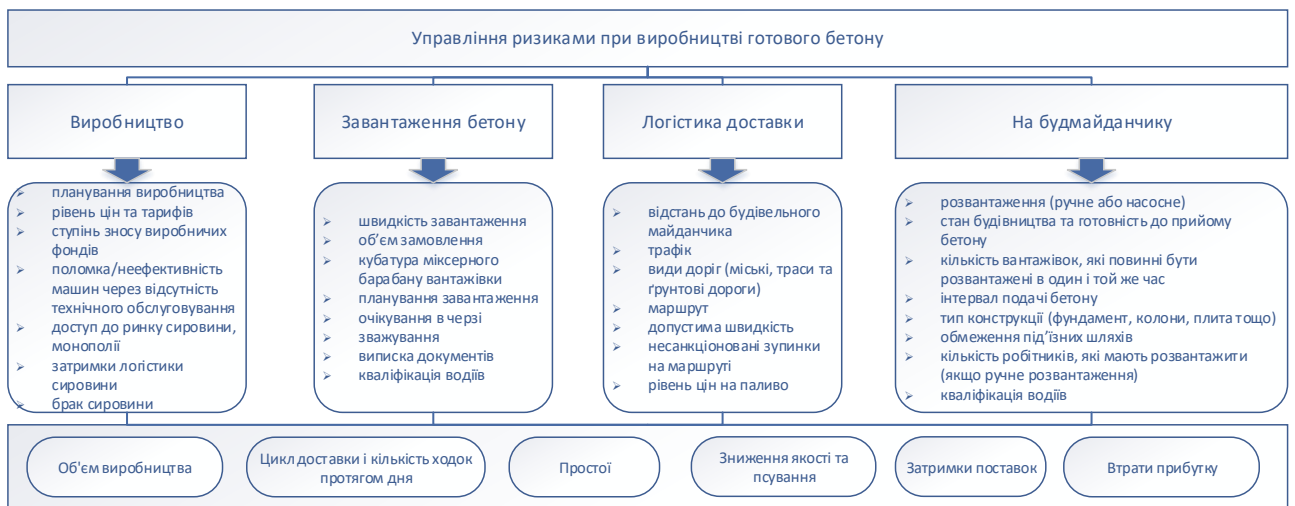 Управління ризиками при виробництві готового бетону
Виробництво
Завантаження бетону
Логістика доставки
На будмайданчику
планування виробництва
рівень цін та тарифів
ступінь зносу виробничих
фондів
поломка/неефективність
машин через відсутність
технічного обслуговування
доступ до ринку сировини,
монополії
затримки логістики
сировини
брак сировини
швидкість завантаження
об’єм замовлення
кубатура міксерного
барабану вантажівки
планування завантаження
очікування в черзі
зважування
виписка документів
кваліфікація водіїв
відстань до будівельного
майданчика
трафік
види доріг (міські, траси та
ґрунтові дороги)
маршрут
допустима швидкість
несанкціоновані зупинки
на маршруті
рівень цін на паливо
розвантаження (ручне або насосне)
стан будівництва та готовність до прийому
бетону
кількість вантажівок, які повинні бути
розвантажені в один і той же час
інтервал подачі бетону
тип конструкції (фундамент, колони, плита тощо)
обмеження під’їзних шляхів
кількість робітників, які мають розвантажити
(якщо ручне розвантаження)
кваліфікація водіїв
Об'єм виробництва
Цикл доставки і кількість ходок
протягом дня
Простої
Зниження якості та
псування
Затримки поставок
Втрати прибутку